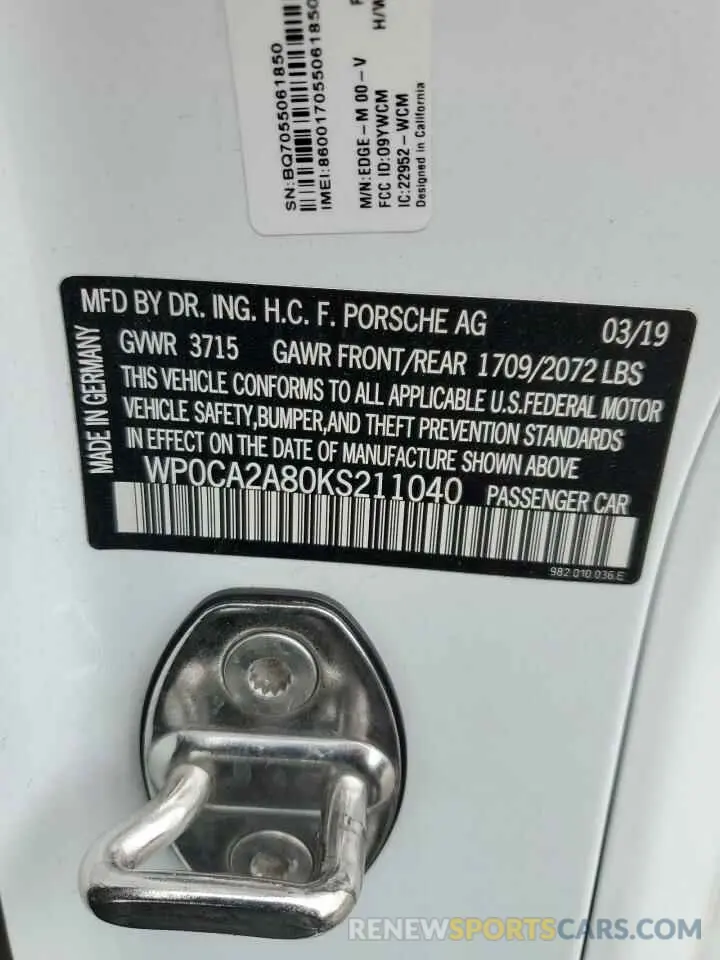 SN:BQ7055061850
IMEI:860017055061850
M/N:EDGE-M 00-V
FCC ID:O9YWCM
IC:22952-WCM
Designed in California
MFD BY DR. ING. H.C. F. PORSCHE AG 03/19
GVWR 3715 GAWR FRONT/REAR 1709/2072 LBS
THIS VEHICLE CONFORMS TO ALL APPLICABLE U.S.FEDERAL MOTOR
VEHICLE SAFETY,BUMPER,AND THEFT PREVENTION STANDARDS
IN EFFECT ON THE DATE OF MANUFACTURE SHOWN ABOVE
WP0CA2A80KS211040 PASSENGER CAR
MADE IN GERMANY
982 010 036 E
RENEWSPORTSCARS.COM